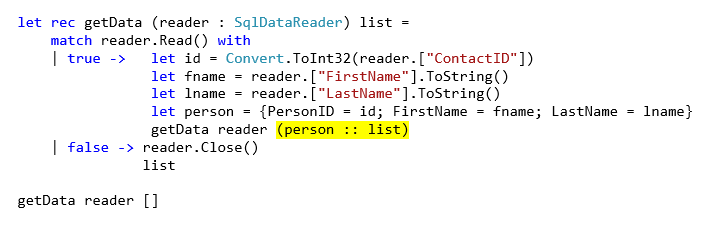 let rec getData (reader : SqlDataReader) list =
    match reader.Read() with
    | true ->   let id = Convert.ToInt32(reader.["ContactID"])
                let fname = reader.["FirstName"].ToString()
                let lname = reader.["LastName"].ToString()
                let person = {PersonID = id; FirstName = fname; LastName = lname}
                getData reader (person :: list)
    | false -> reader.Close()
               list
getData reader []